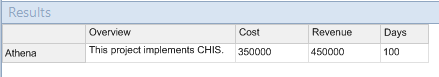 Results
Overview Cost Revenue Days
Athena This project implements CHIS. 350000 450000 100